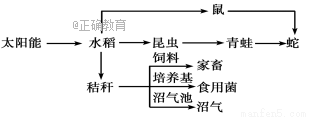 鼠
@正确教育
太阳能 水稻 昆虫 青蛙 蛇
饲料 家畜
秸秆 培养基 食用菌
沼气池 沼气